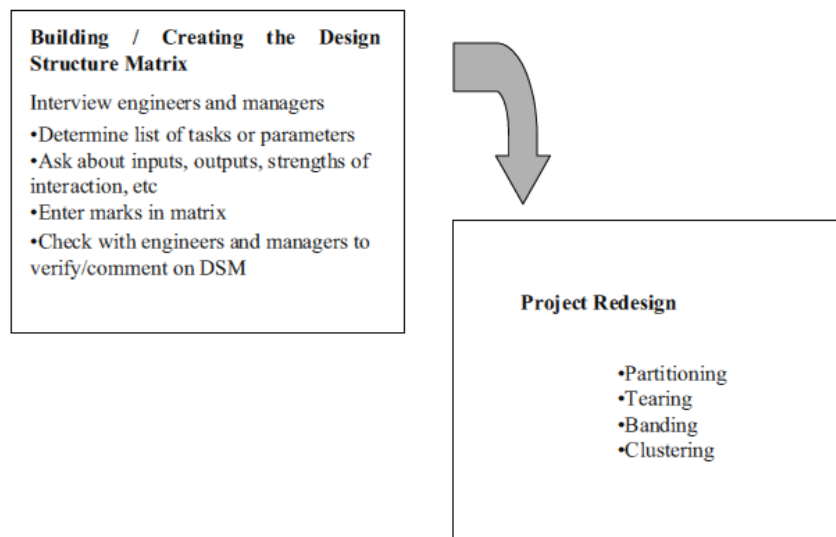 Building / Creating the Design
Structure Matrix
Interview engineers and managers
•Determine list of tasks or parameters
•Ask about inputs, outputs, strengths of
interaction, etc
•Enter marks in matrix
•Check with engineers and managers to
verify/comment on DSM
Project Redesign
•Partitioning
•Tearing
•Banding
•Clustering